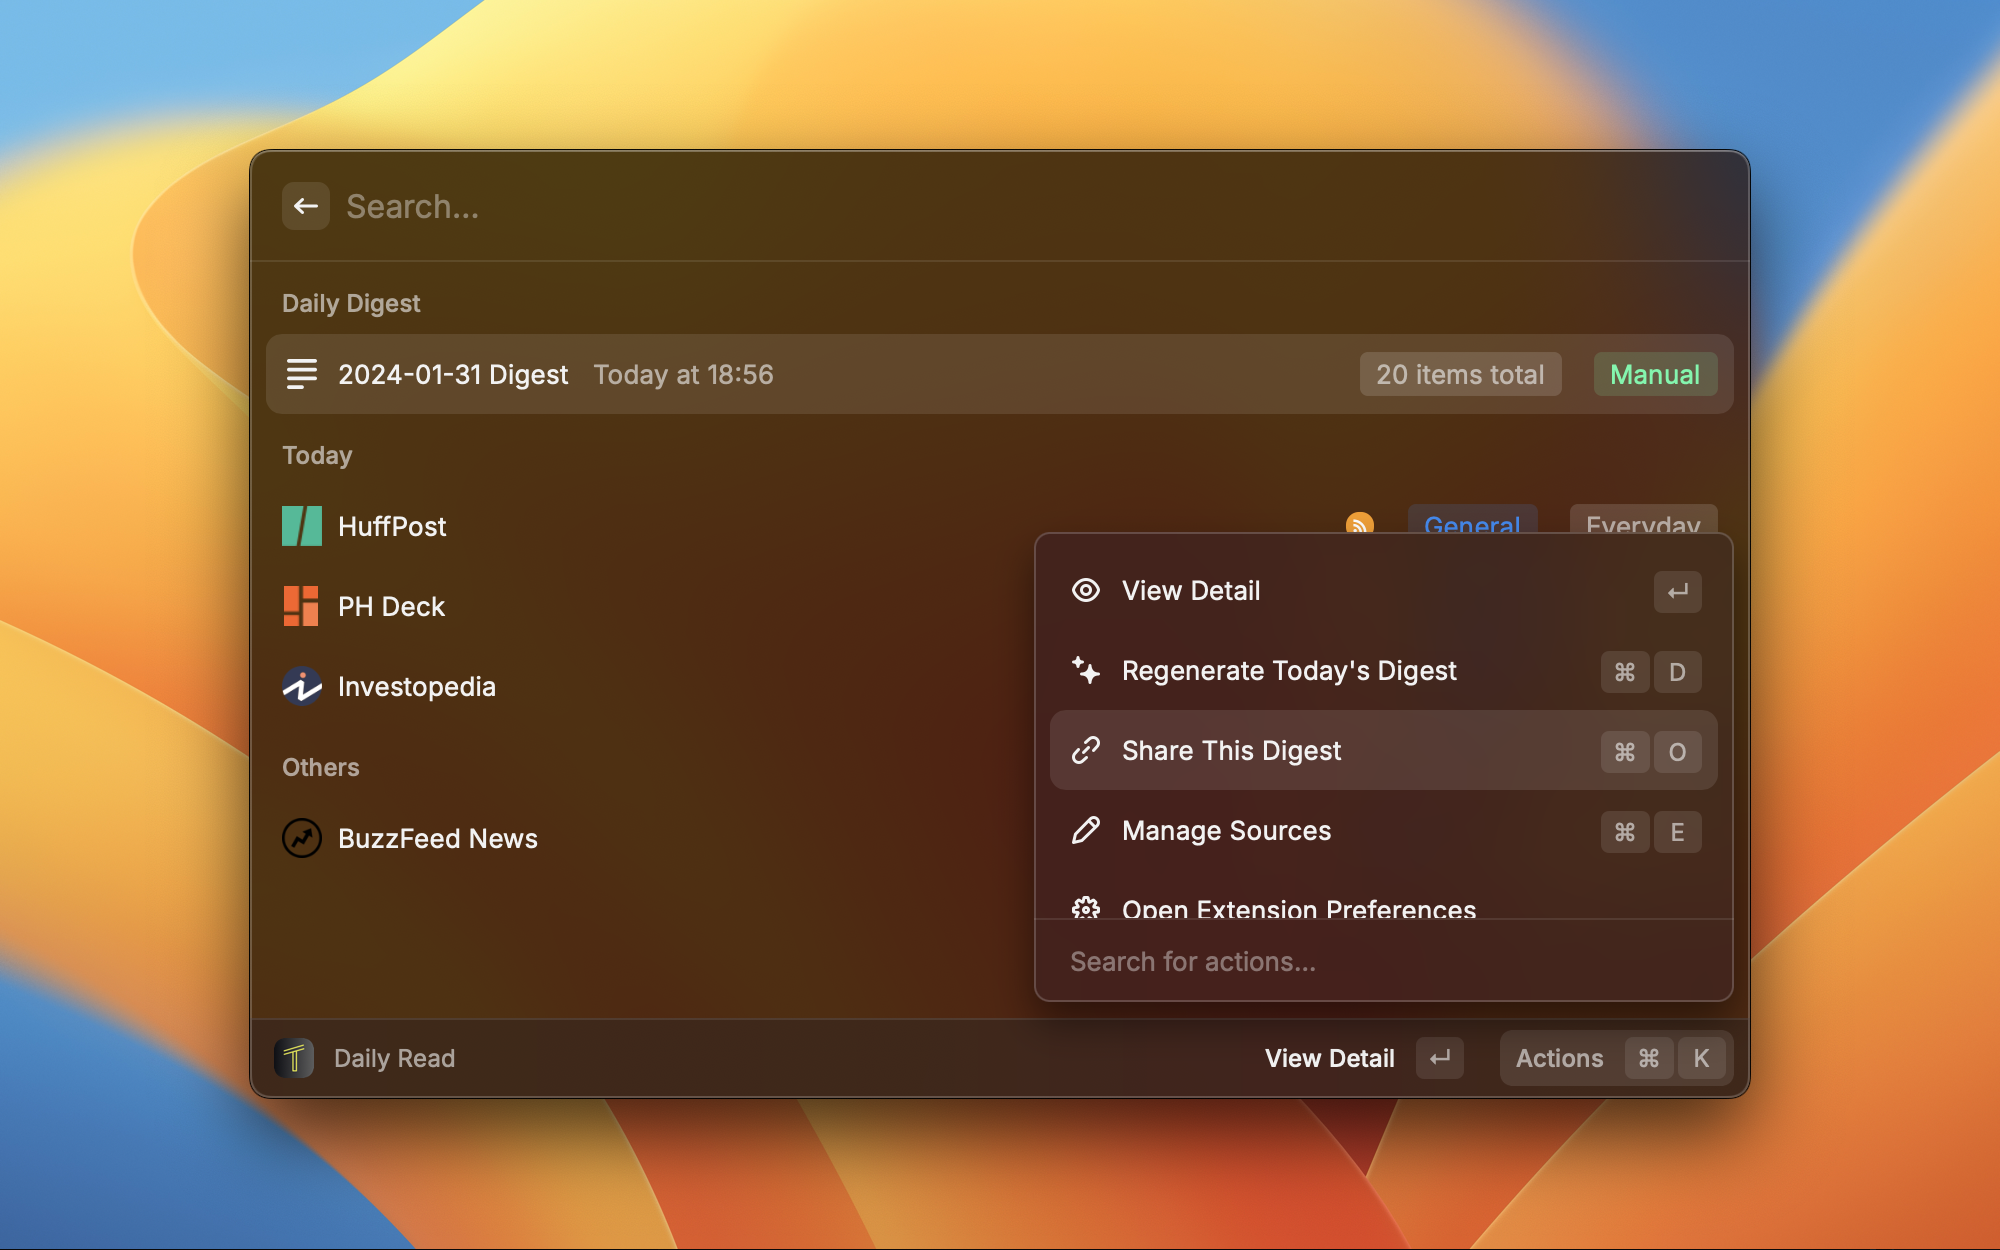 Search...
Daily Digest
2024-01-31 Digest Today at 18:56 20 items total Manual
Today
HuffPost General Everyday
PH Deck
Investopedia
Others
BuzzFeed News
View Detail ↵
Regenerate Today's Digest ⌘ D
Share This Digest ⌘ O
Manage Sources ⌘ E
Open Extension Preferences
Search for actions...
Daily Read View Detail ↵ Actions ⌘ K